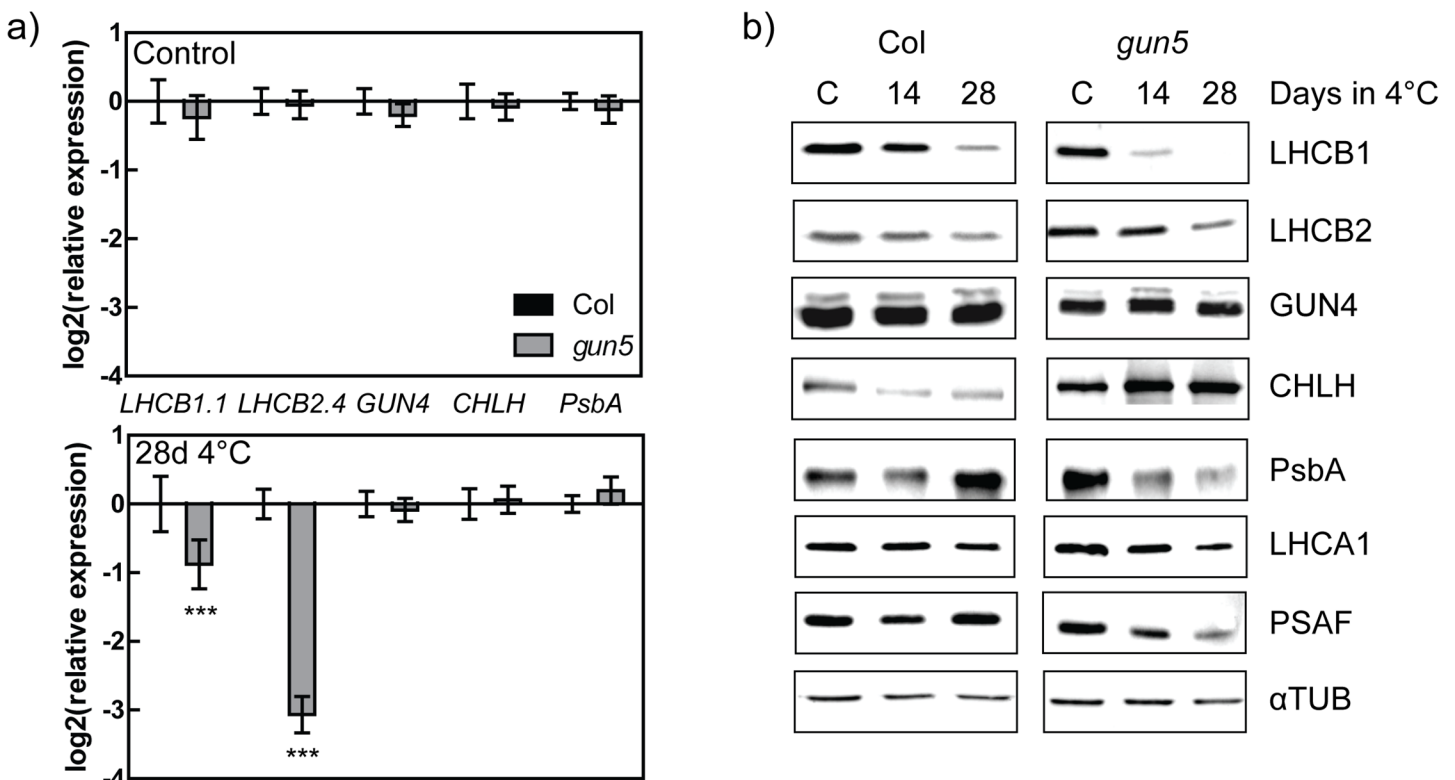 a)
log2(relative expression)
1
0
-1
-2
-3
-4
Control
Col
gun5
LHCB1.1 LHCB2.4 GUN4 CHLH PsbA
log2(relative expression)
1
0
-1
-2
-3
-4
28d 4°C
***
***
b)
Col gun5
C 14 28 C 14 28 Days in 4°C
LHCB1
LHCB2
GUN4
CHLH
PsbA
LHCA1
PSAF
αTUB